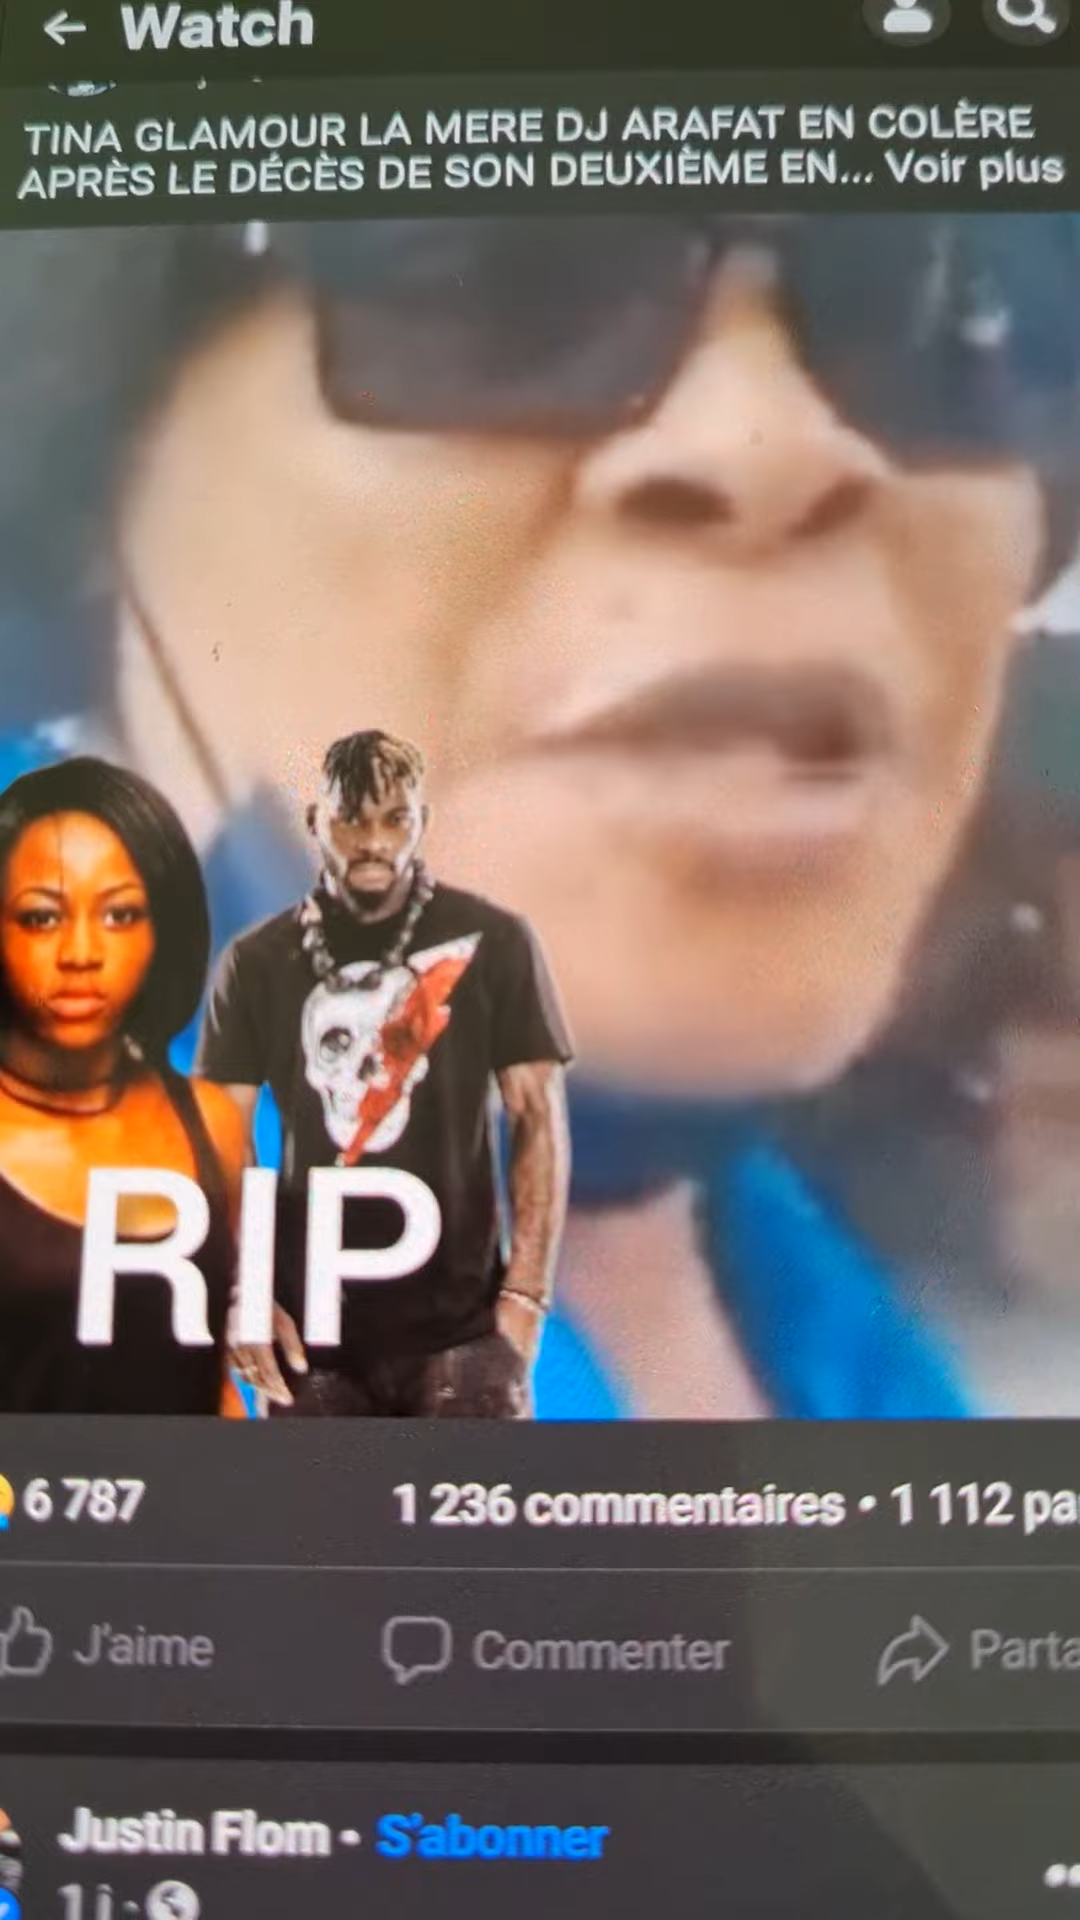 Watch
TINA GLAMOUR LA MERE DJ ARAFAT EN COLÈRE
APRÈS LE DÉCÈS DE SON DEUXIÈME EN... Voir plus
RIP
6 787
1 236 commentaires • 1 112 pa
J'aime
Commenter
Parta
Justin Flom • S'abonner
1 j